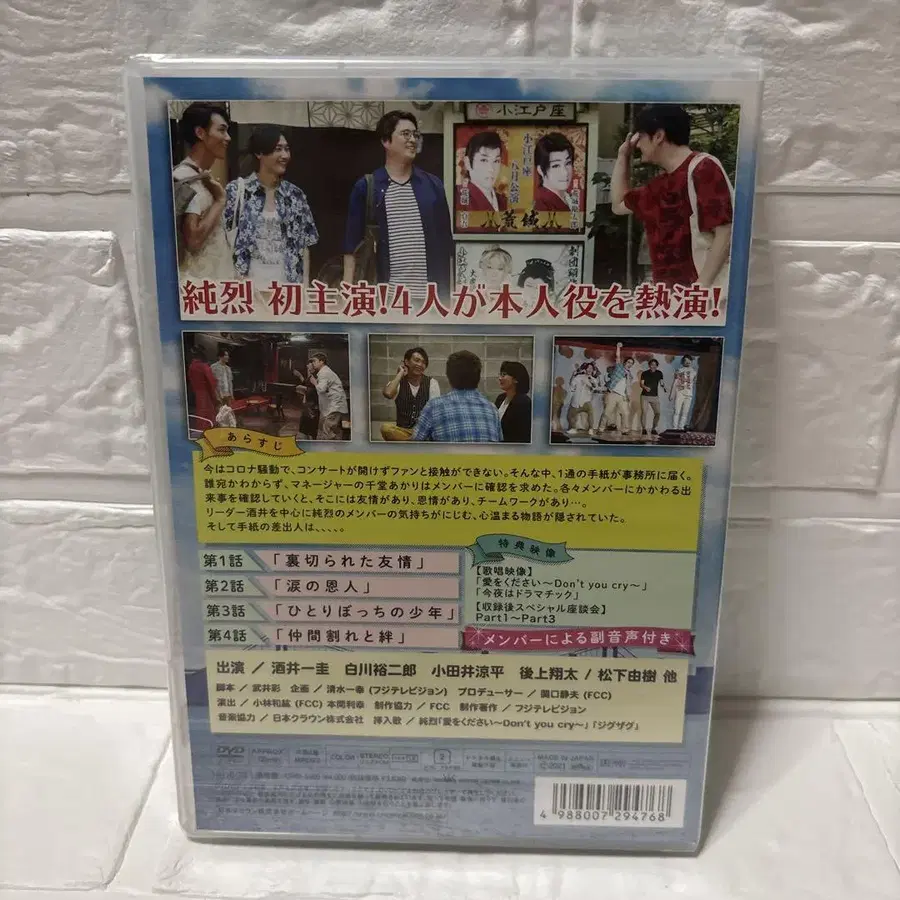 小江戸座
小江戸座
八月公演
荒城
純烈 初主演!4人が本人役を熱演!
あらすじ
今はコロナ騒動で、コンサートが開けずファンと接触ができない。そんな中、1通の手紙が事務所に届く。
誰宛かわからず、マネージャーの千堂あかりはメンバーに確認を求めた。各々メンバーにかかわる出
来事を確認していくと、そこには友情があり、恩情があり、チームワークがあり…。
リーダー酒井を中心に純烈のメンバーの気持ちがにじむ、心温まる物語が隠されていた。
そして手紙の差出人は、、、、。
第1話 「裏切られた友情」
第2話 「涙の恩人」
第3話 「ひとりぼっちの少年」
第4話 「仲間割れと絆」
特典映像
【歌唱映像】
「愛をください〜Don't you cry〜」
「今夜はドラマチック」
【収録後スペシャル座談会】
Part1〜Part3
メンバーによる副音声付き
出演／酒井一圭 白川裕二郎 小田井涼平 後上翔太／松下由樹 他
脚本／武井彩 企画／清水一幸(フジテレビジョン) プロデューサー／関口静夫(FCC)
演出／小林和紘(FCC) 本間利幸 制作協力／FCC 制作著作／フジテレビジョン
音楽協力／日本クラウン株式会社 挿入歌／純烈「愛をください〜Don't you cry〜」「ジグザグ」
DVD
COLOR
STEREO
2
MADE IN JAPAN
4 988007 294768